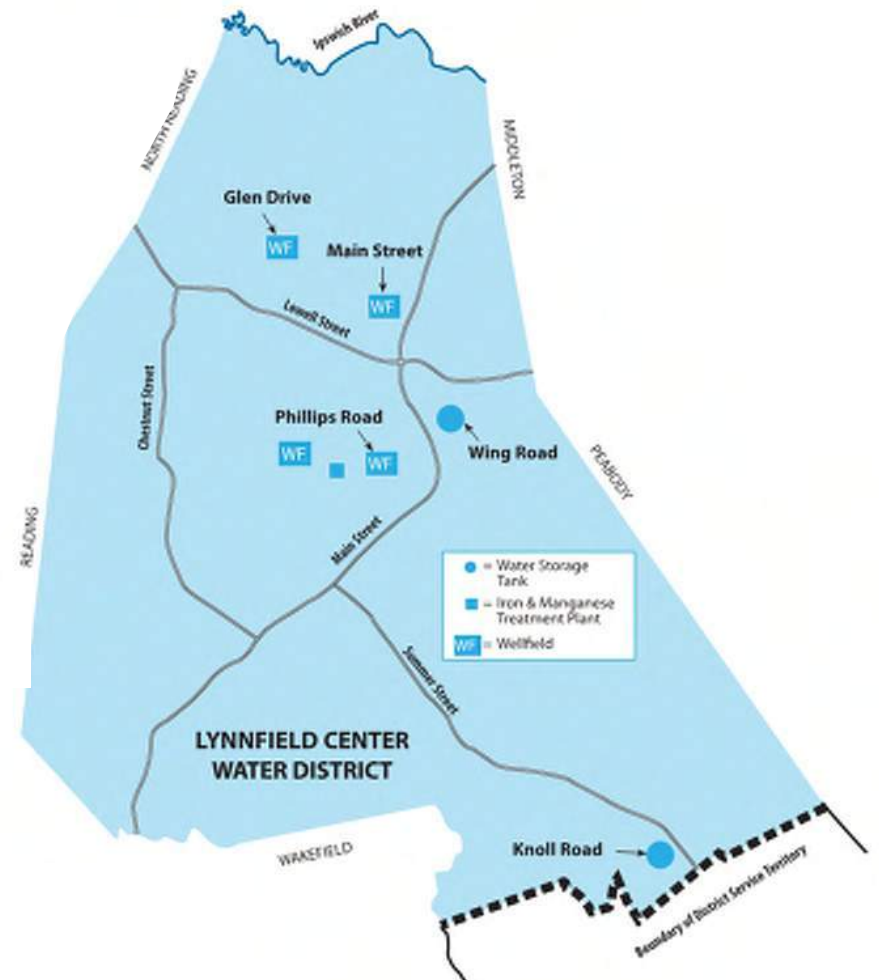 Ipswich River
NORTH READING
MIDDLETON
Glen Drive
WF
Main Street
WF
Lowell Street
Chestnut Street
Phillips Road
WF
WF
Wing Road
PEABODY
READING
Main Street
= Water Storage
Tank
= Iron & Manganese
Treatment Plant
WF = Wellfield
Summer Street
LYNNFIELD CENTER
WATER DISTRICT
WAKEFIELD
Knoll Road
Boundary of District Service Territory